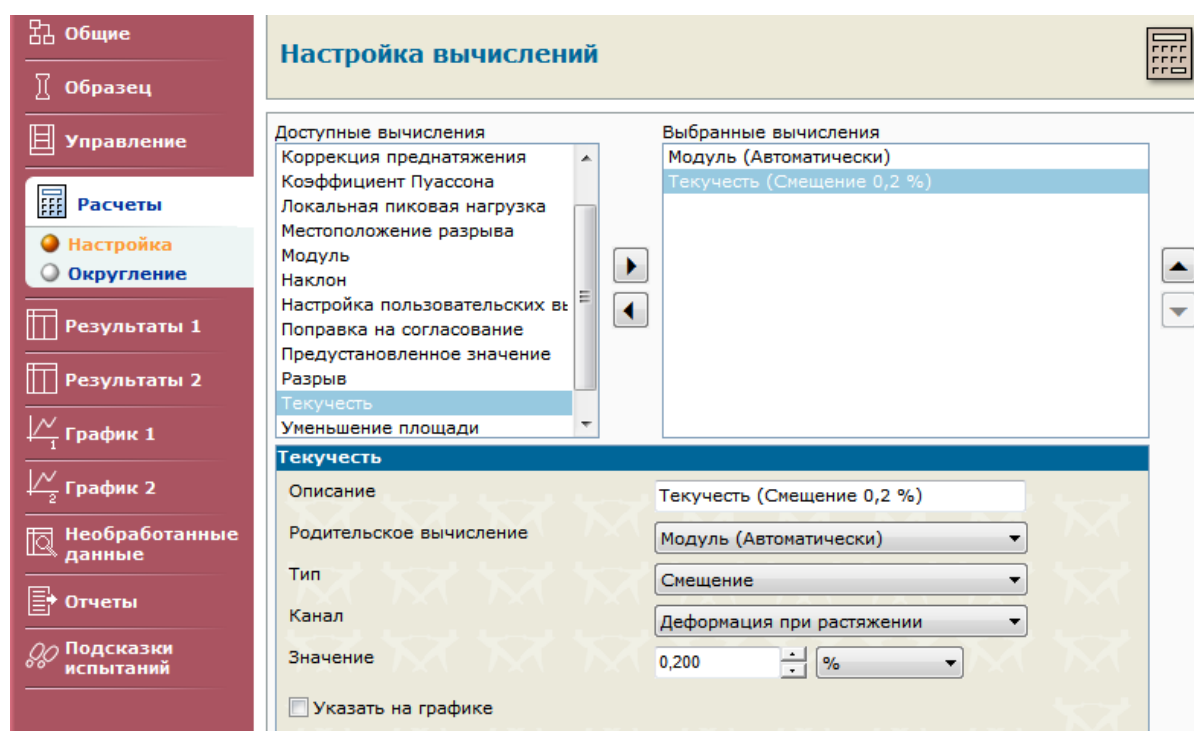 Общие
Образец
Управление
Расчеты
Настройка
Округление
Результаты 1
Результаты 2
График 1
График 2
Необработанные
данные
Отчеты
Подсказки
испытаний
Настройка вычислений
Доступные вычисления
Коррекция преднатяжения
Коэффициент Пуассона
Локальная пиковая нагрузка
Местоположение разрыва
Модуль
Наклон
Настройка пользовательских вь
Поправка на согласование
Предустановленное значение
Разрыв
Текучесть
Уменьшение площади
Выбранные вычисления
Модуль (Автоматически)
Текучесть (Смещение 0,2 %)
Текучесть
Описание Текучесть (Смещение 0,2 %)
Родительское вычисление Модуль (Автоматически)
Тип Смещение
Канал Деформация при растяжении
Значение 0,200 %
Указать на графике